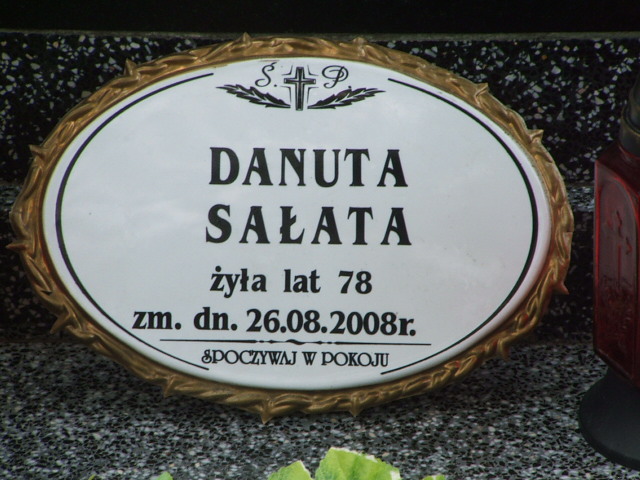 Ś. P
DANUTA
SAŁATA
żyła lat 78
zm. dn. 26.08.2008r.
SPOCZYWAJ W POKOJU